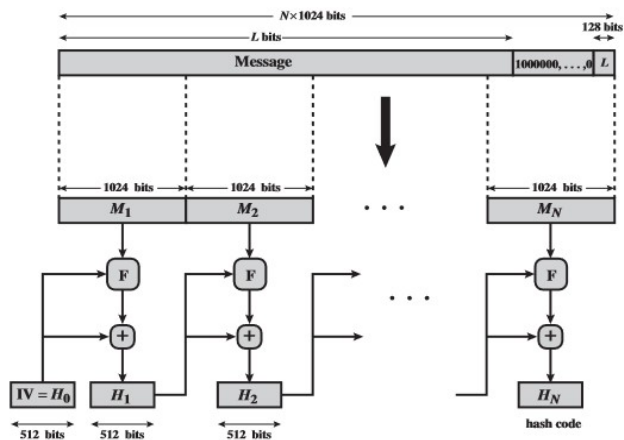 N×1024 bits
L bits
128 bits
Message
1000000, . . . ,0
L
1024 bits
1024 bits
1024 bits
M1
M2
. . .
MN
F
F
F
. . .
+
+
+
IV = H0
H1
H2
HN
hash code
512 bits
512 bits
512 bits